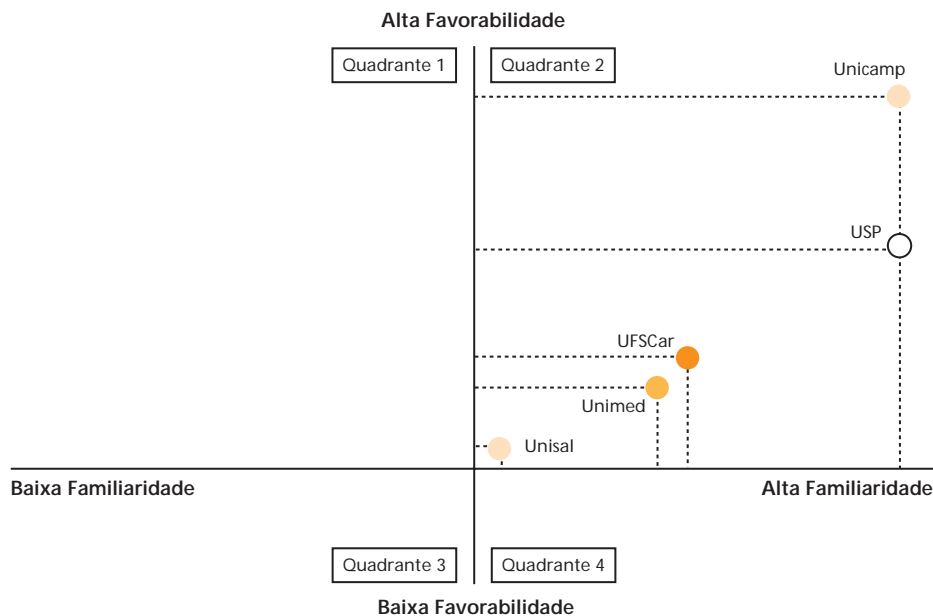 Alta Favorabilidade
Quadrante 1
Quadrante 2
Unicamp
USP
UFSCar
Unimed
Unisal
Baixa Familiaridade
Alta Familiaridade
Quadrante 3
Quadrante 4
Baixa Favorabilidade